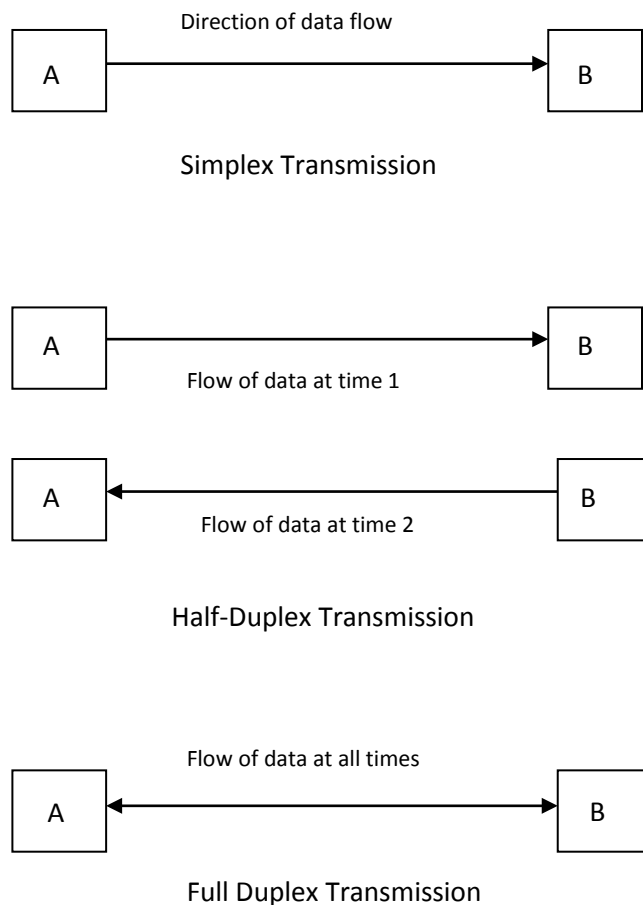 Direction of data flow
A
B
Simplex Transmission
A
B
Flow of data at time 1
A
B
Flow of data at time 2
Half-Duplex Transmission
Flow of data at all times
A
B
Full Duplex Transmission